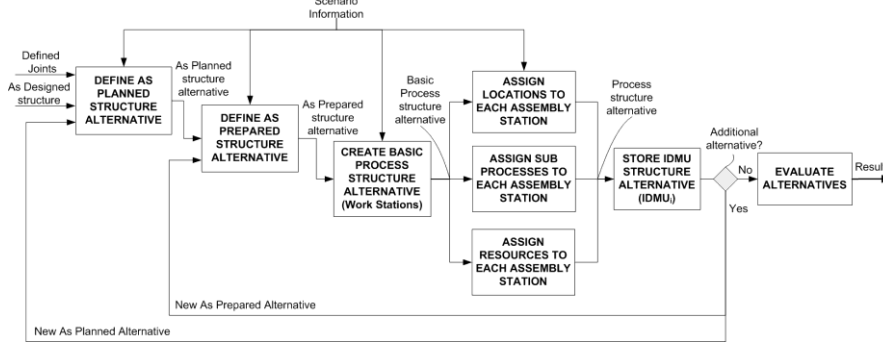 Scenario
Information
Defined
Joints
As Designed
structure
DEFINE AS
PLANNED
STRUCTURE
ALTERNATIVE
As Planned
structure
alternative
DEFINE AS
PREPARED
STRUCTURE
ALTERNATIVE
As Prepared
structure
alternative
CREATE BASIC
PROCESS
STRUCTURE
ALTERNATIVE
(Work Stations)
Basic
Process
structure
alternative
ASSIGN
LOCATIONS TO
EACH ASSEMBLY
STATION
ASSIGN SUB
PROCESSES TO
EACH ASSEMBLY
STATION
ASSIGN
RESOURCES TO
EACH ASSEMBLY
STATION
Process
structure
alternative
STORE IDMU
STRUCTURE
ALTERNATIVE
(IDMUi)
Additional
alternative?
No
Yes
EVALUATE
ALTERNATIVES
Result
New As Prepared Alternative
New As Planned Alternative